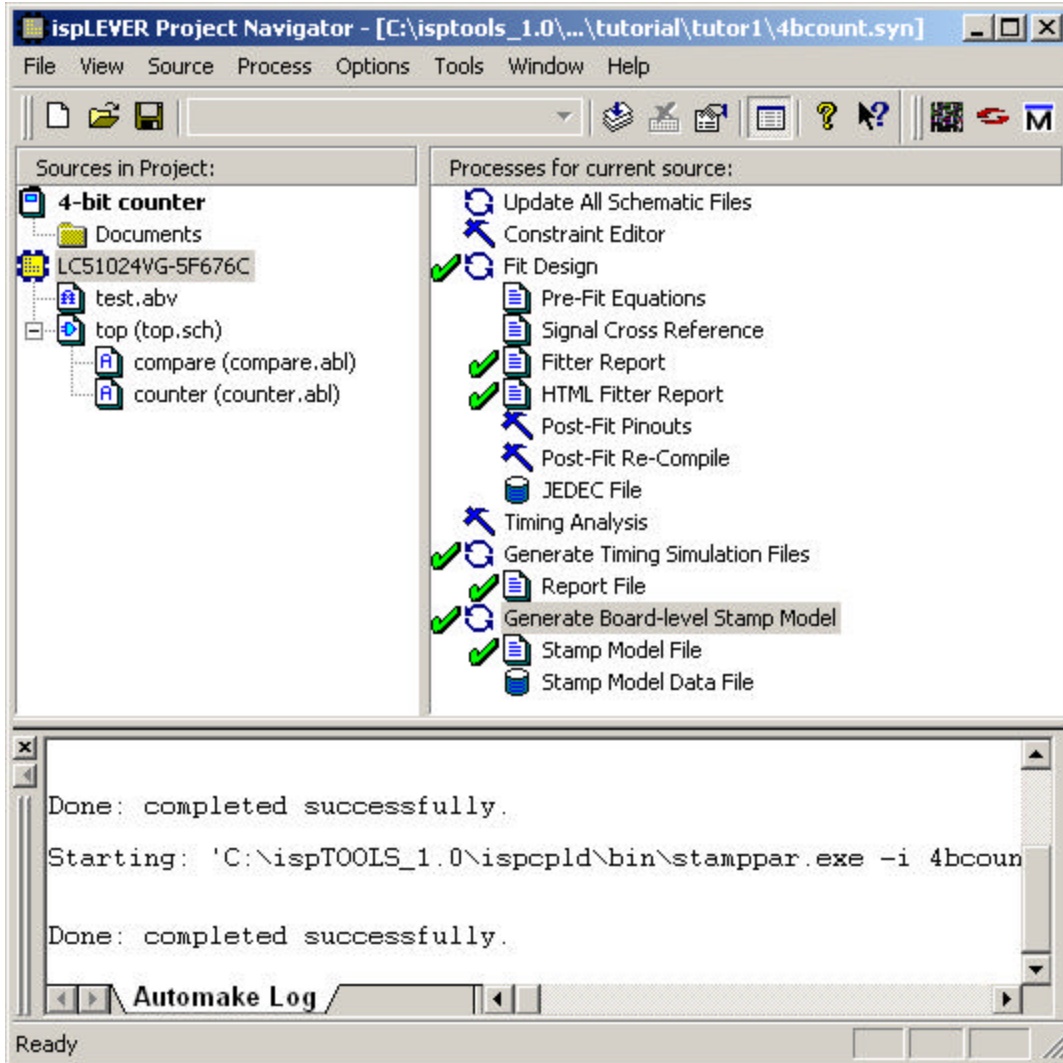 ispLEVER Project Navigator - [C:\isptools_1.0\...\tutorial\tutor1\4bcount.syn]
File View Source Process Options Tools Window Help
Sources in Project:
4-bit counter
Documents
LC51024VG-5F676C
test.abv
top (top.sch)
compare (compare.abl)
counter (counter.abl)
Processes for current source:
Update All Schematic Files
Constraint Editor
Fit Design
Pre-Fit Equations
Signal Cross Reference
Fitter Report
HTML Fitter Report
Post-Fit Pinouts
Post-Fit Re-Compile
JEDEC File
Timing Analysis
Generate Timing Simulation Files
Report File
Generate Board-level Stamp Model
Stamp Model File
Stamp Model Data File
Done: completed successfully.
Starting: 'C:\ispTOOLS_1.0\ispcpld\bin\stamppar.exe -i 4bcoun
Done: completed successfully.
Automake Log
Ready